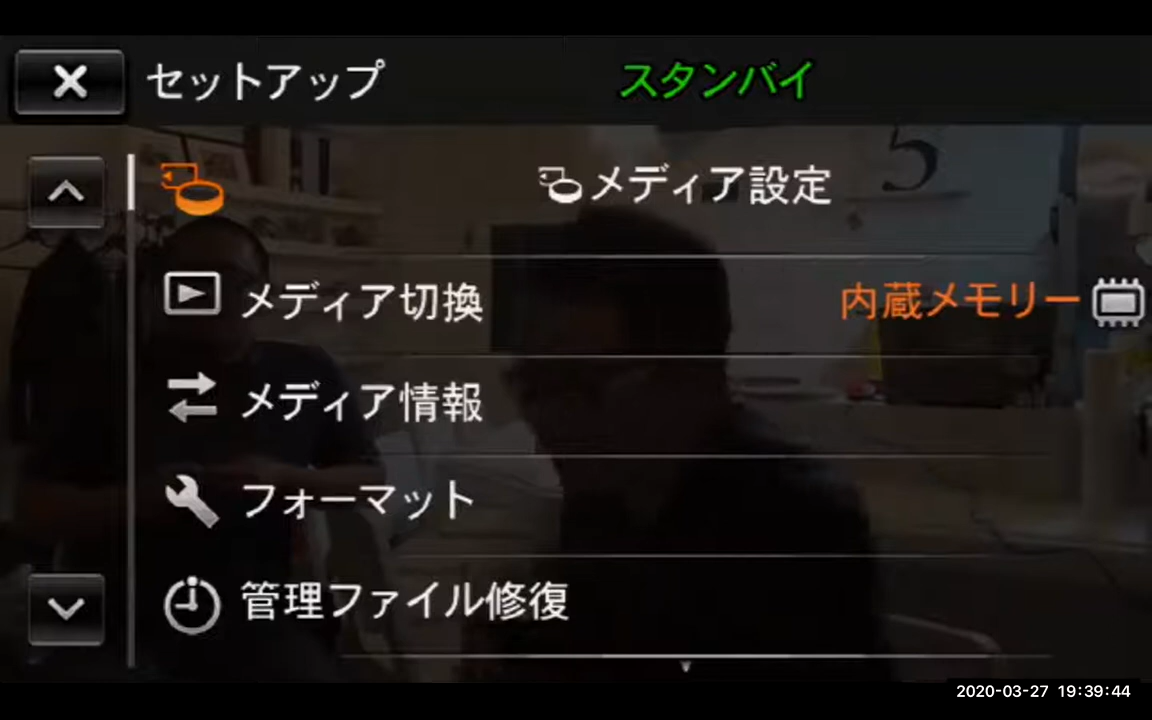 セットアップ
スタンバイ
5
メディア設定
メディア切換
内蔵メモリー
メディア情報
フォーマット
管理ファイル修復
2020-03-27 19:39:44